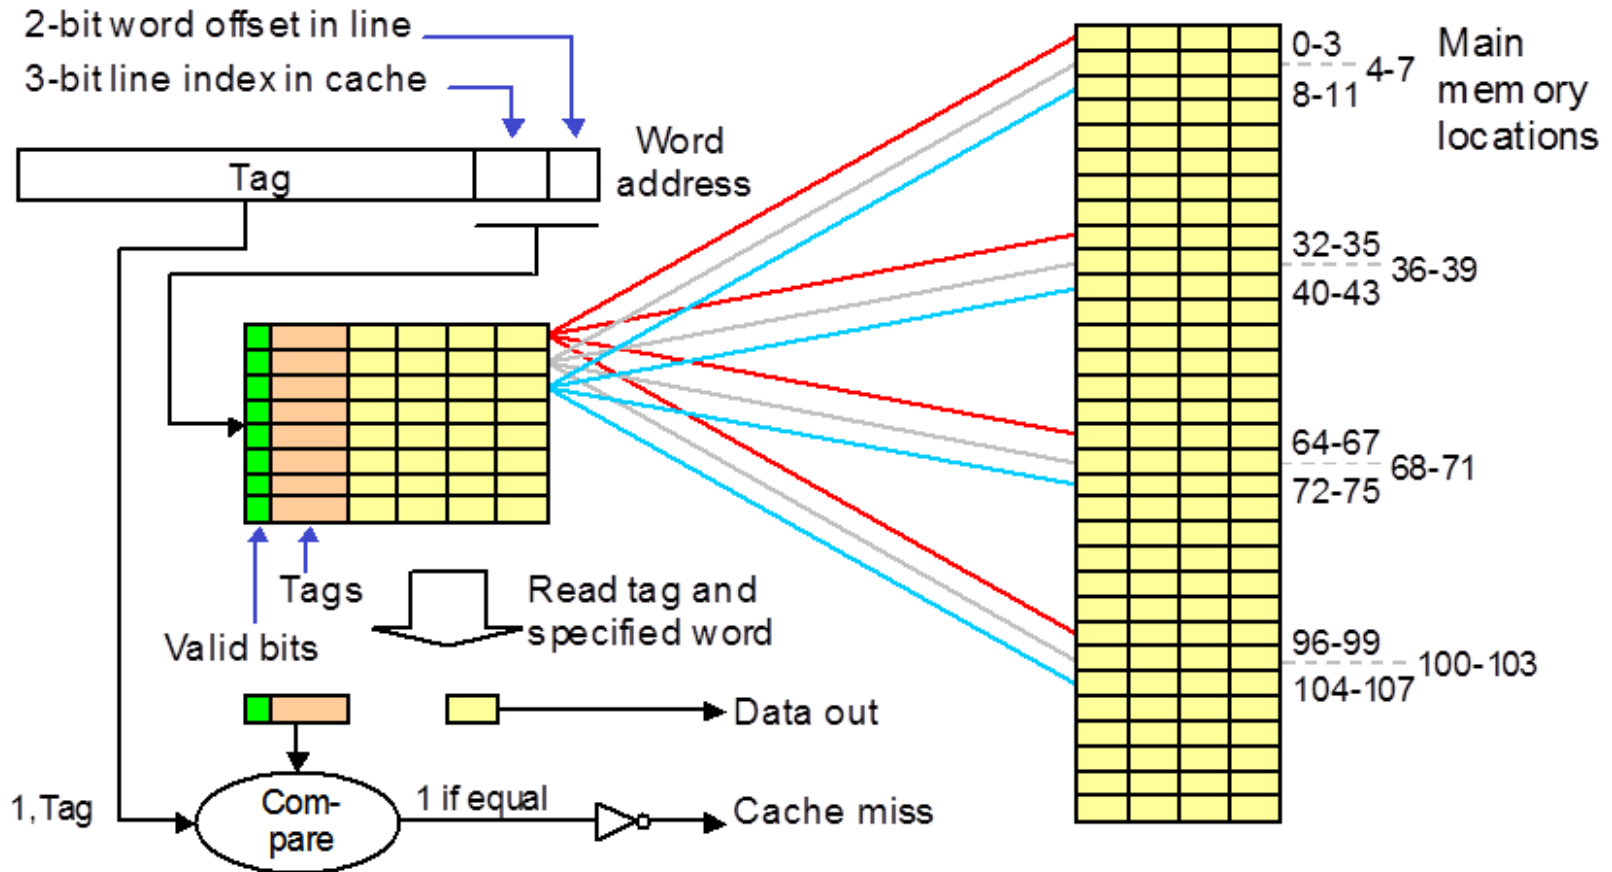 2-bit word offset in line
3-bit line index in cache
Tag
Word
address
0-3
4-7
8-11
Main
memory
locations
32-35
36-39
40-43
64-67
68-71
72-75
96-99
100-103
104-107
Tags
Valid bits
Read tag and
specified word
Data out
1,Tag
Com-
pare
1 if equal
Cache miss